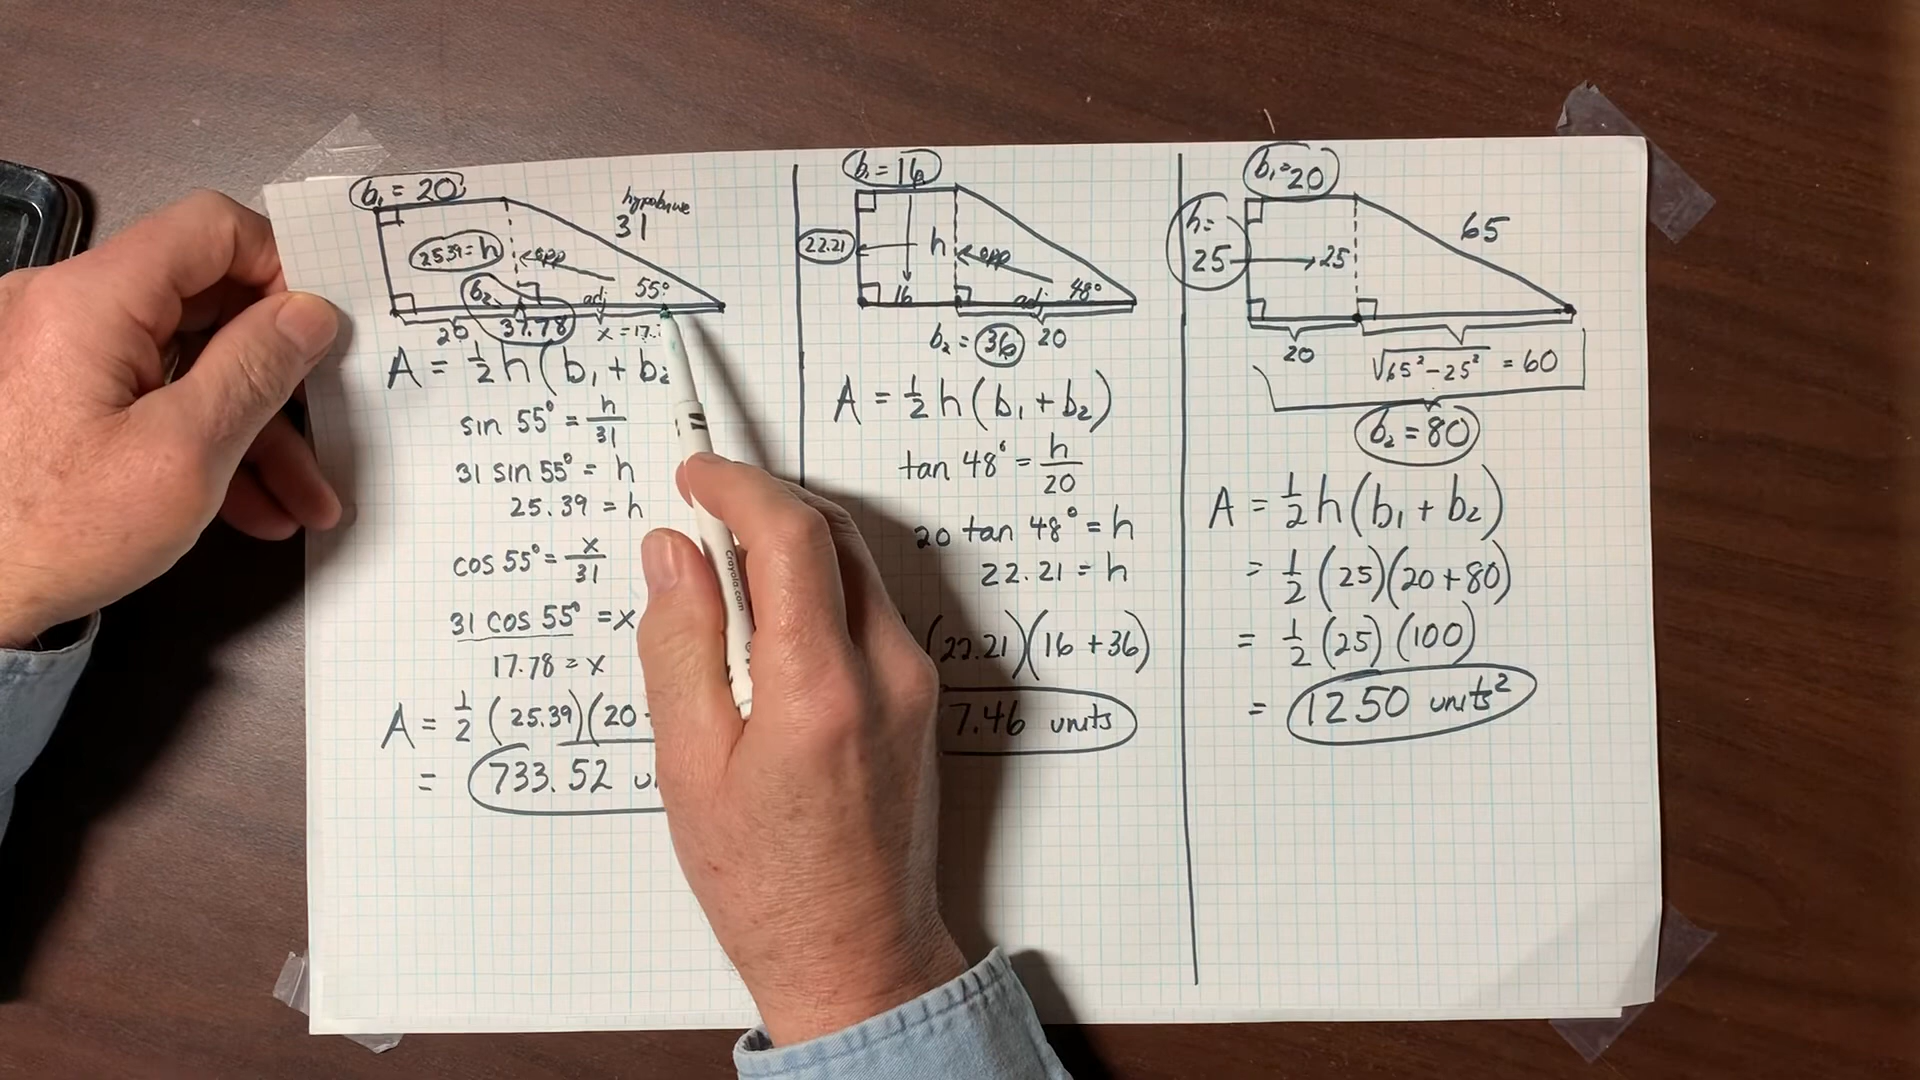 b₁ = 20
hypotenuse
31
25.39 = h
opp
b₂
adj
55°
37.78
x = 17.
A = ½ h (b₁ + b₂
sin 55° = h/31
31 sin 55° = h
25.39 = h
cos 55° = x/31
31 cos 55° = x
17.78 = x
A = ½ (25.39)(20
= 733.52
b₁ = 16
22.21
h
opp
16
adj
48°
b₂ = 36
20
A = ½ h (b₁ + b₂)
tan 48° = h/20
20 tan 48° = h
22.21 = h
(22.21)(16 + 36)
7.46 units
b₁ = 20
h =
25
25
65
20
√65² - 25² = 60
b₂ = 80
A = ½ h (b₁ + b₂)
= ½ (25)(20 + 80)
= ½ (25) (100)
= 1250 units²
Crayola.com